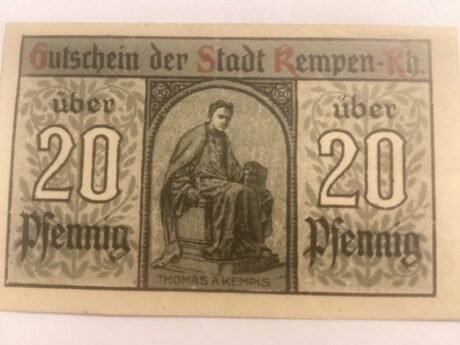 Gutschein der Stadt Kempen-Rh.
über
20
Pfennig
THOMAS A KEMPIS
über
20
Pfennig